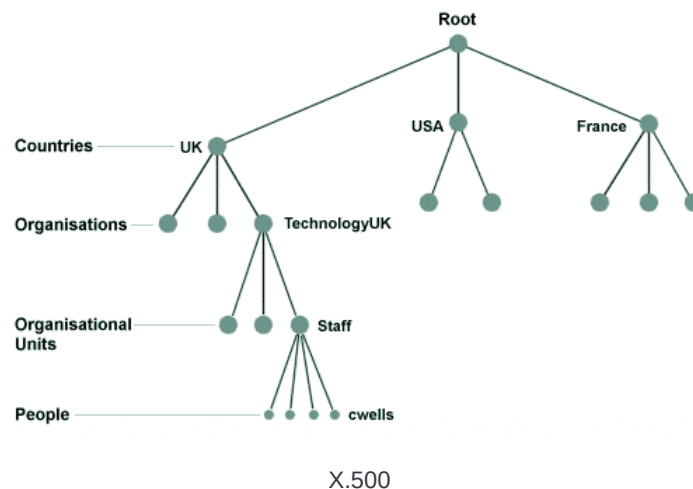 Root
USA
France
Countries
UK
Organisations
TechnologyUK
Organisational
Units
Staff
People
cwells
X.500